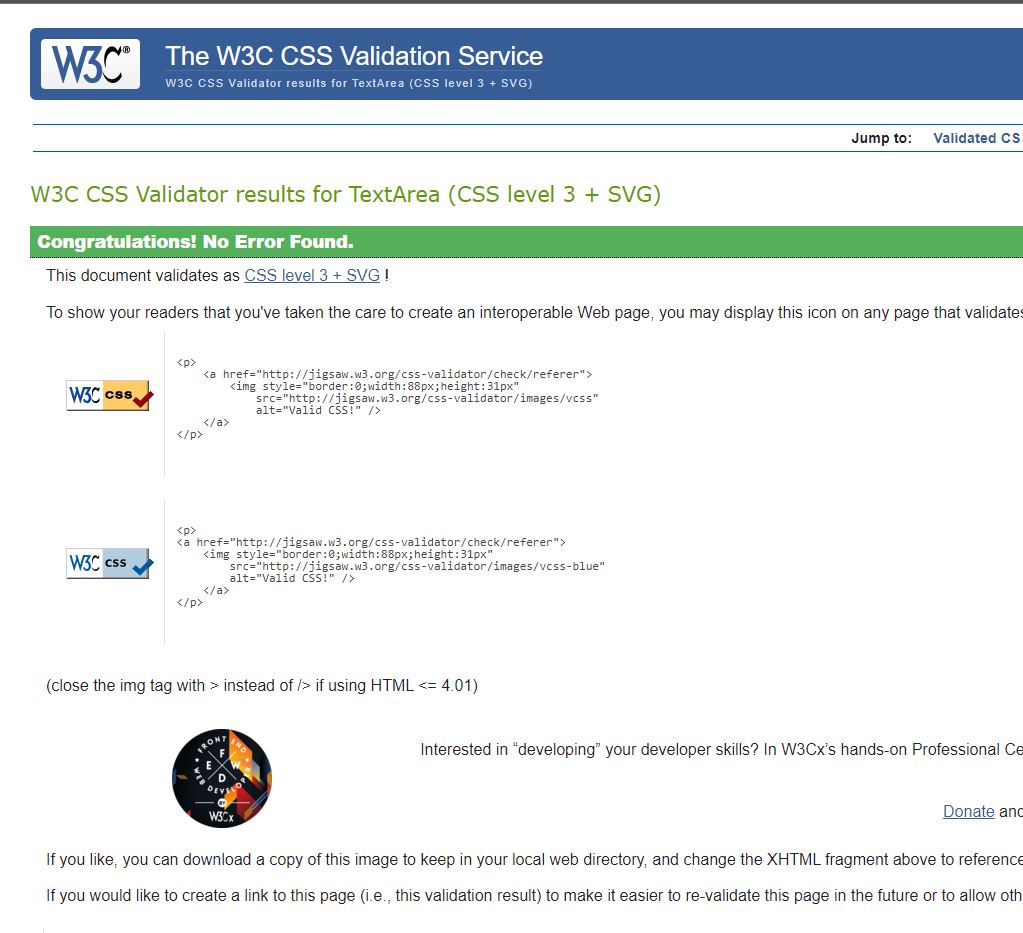 W3C®
The W3C CSS Validation Service
W3C CSS Validator results for TextArea (CSS level 3 + SVG)
Jump to: Validated CS
W3C CSS Validator results for TextArea (CSS level 3 + SVG)
Congratulations! No Error Found.
This document validates as CSS level 3 + SVG !
To show your readers that you've taken the care to create an interoperable Web page, you may display this icon on any page that validates
W3C css
<p>
<a href="http://jigsaw.w3.org/css-validator/check/referer">
<img style="border:0;width:88px;height:31px"
src="http://jigsaw.w3.org/css-validator/images/vcss"
alt="Valid CSS!" />
</a>
</p>
W3C css
<p>
<a href="http://jigsaw.w3.org/css-validator/check/referer">
<img style="border:0;width:88px;height:31px"
src="http://jigsaw.w3.org/css-validator/images/vcss-blue"
alt="Valid CSS!" />
</a>
</p>
(close the img tag with > instead of /> if using HTML <= 4.01)
FRONT END
F
E W
D
WEB DEVELOPER
BY
W3Cx
Interested in “developing” your developer skills? In W3Cx’s hands-on Professional Ce
Donate and
If you like, you can download a copy of this image to keep in your local web directory, and change the XHTML fragment above to reference
If you would like to create a link to this page (i.e., this validation result) to make it easier to re-validate this page in the future or to allow oth